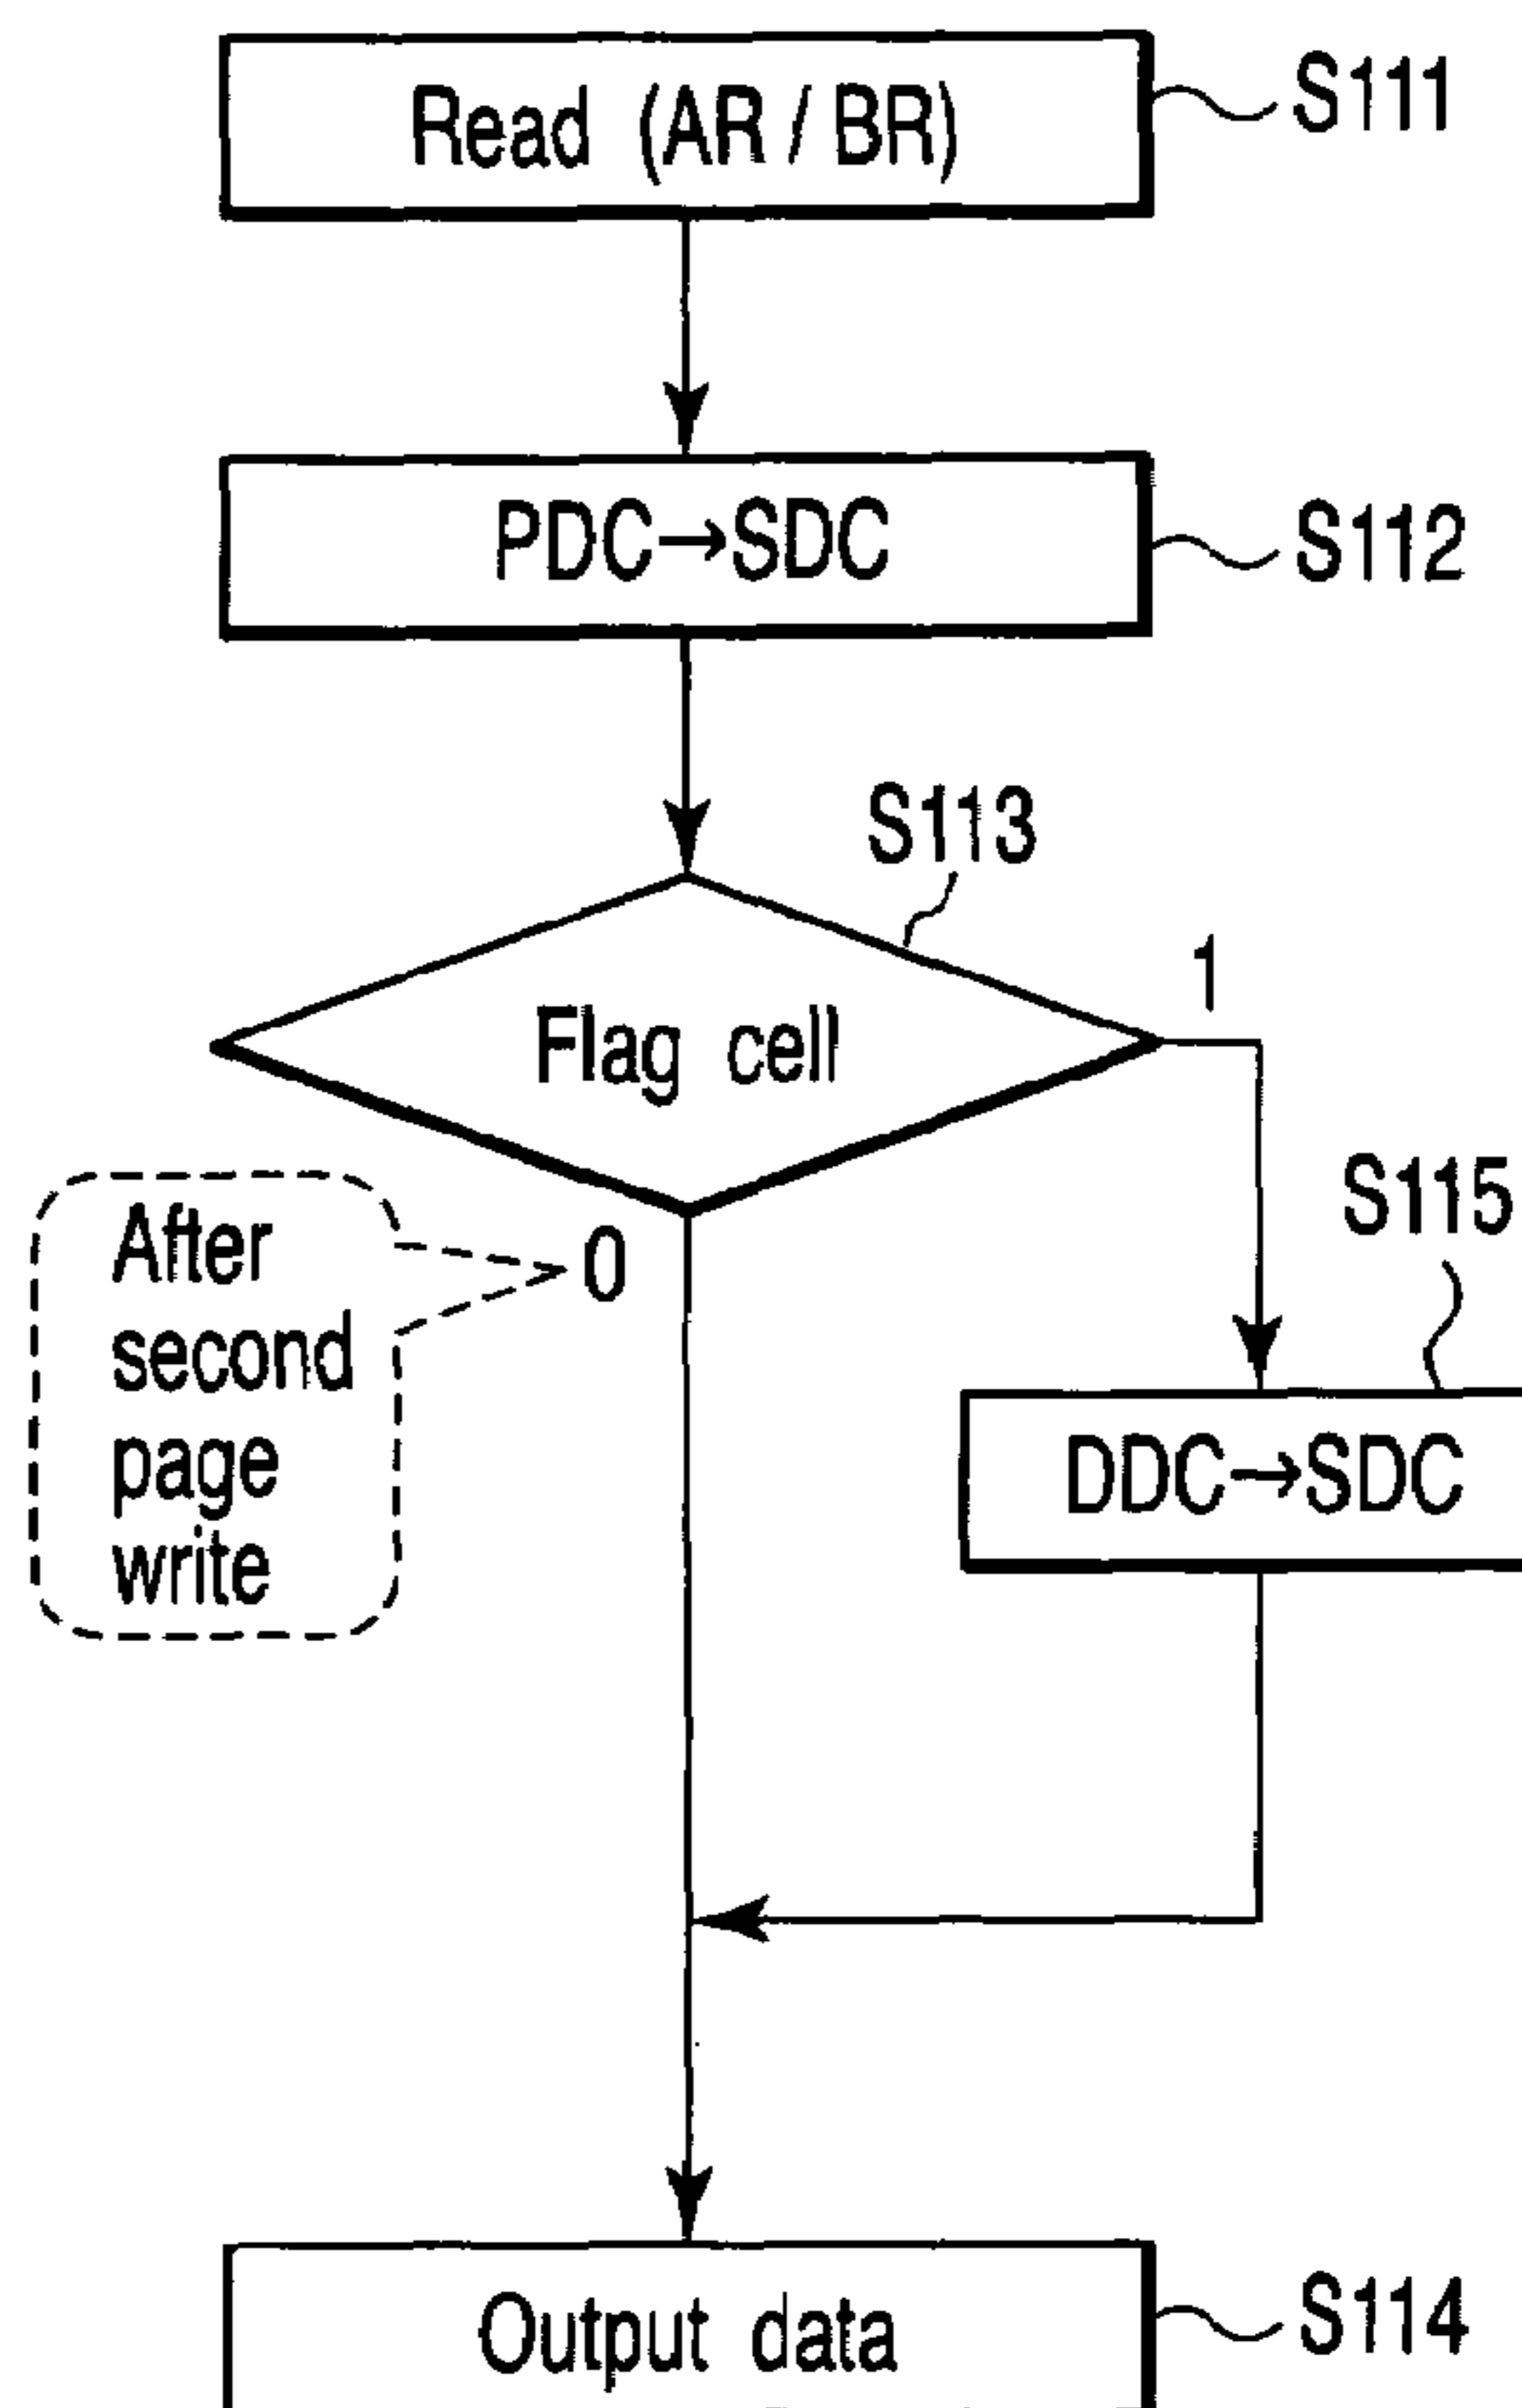 Read (AR / BR)
S111
PDC→SDC
S112
S113
1
Flag cell
After
second
page
write
0
S115
DDC→SDC
Output data
S114